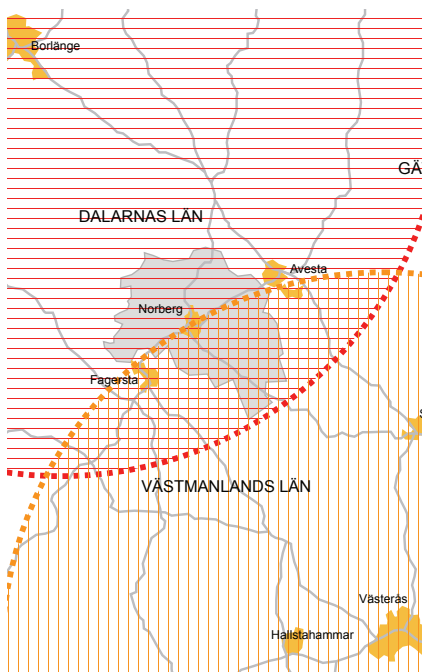 Borlänge
GÄ
DALARNAS LÄN
Avesta
Norberg
Fagersta
S
VÄSTMANLANDS LÄN
Västerås
Hallstahammar